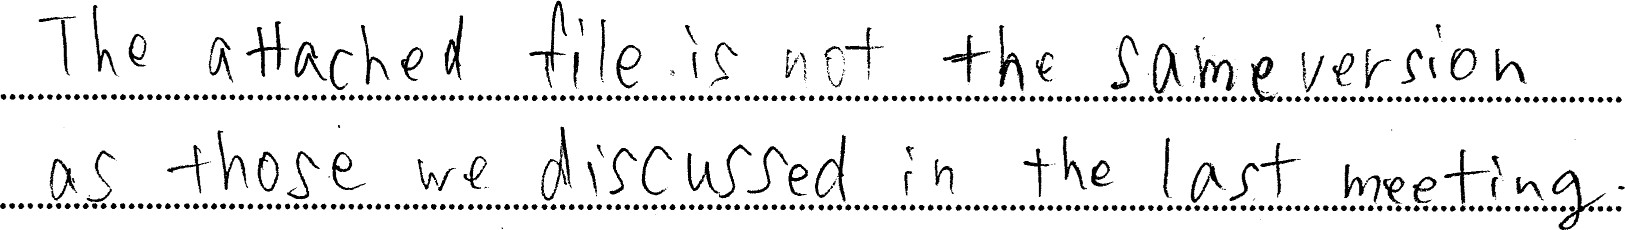 The attached file is not the same version
as those we discussed in the last meeting.